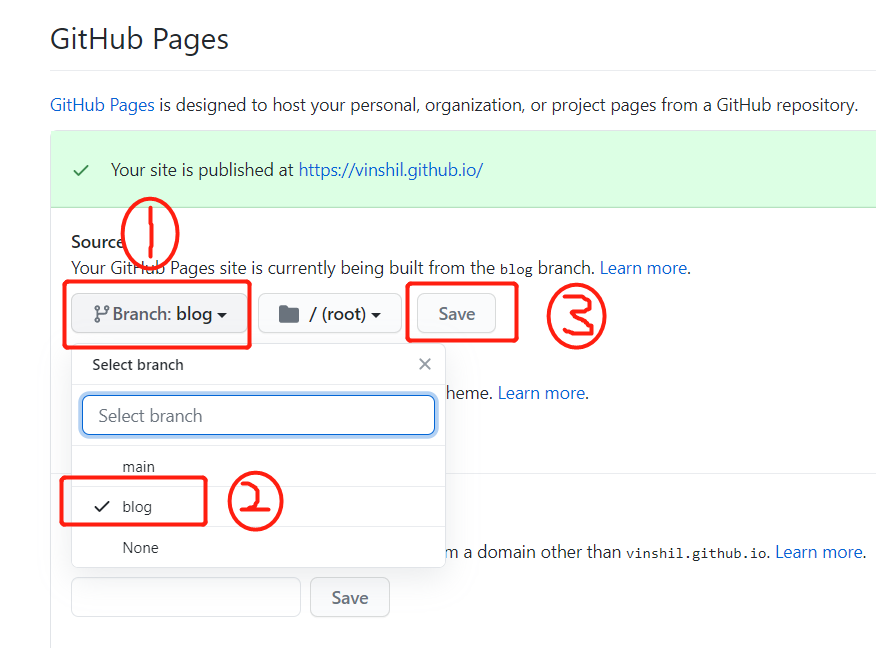 GitHub Pages
GitHub Pages is designed to host your personal, organization, or project pages from a GitHub repository.
Your site is published at https://vinshil.github.io/
1
Source
Your GitHub Pages site is currently being built from the blog branch. Learn more.
Branch: blog
/ (root)
Save
3
Select branch
heme. Learn more.
Select branch
main
blog
2
None
m a domain other than vinshil.github.io. Learn more.
Save